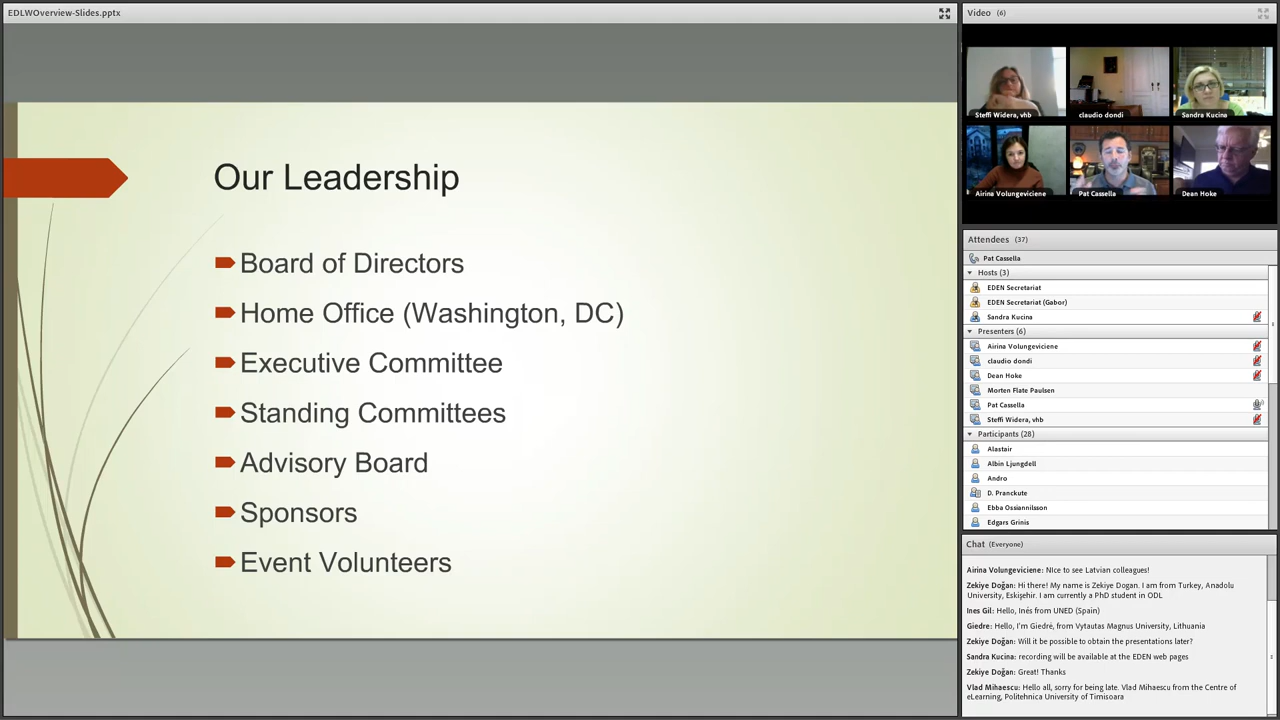 EDLWOverview-Slides.pptx
Our Leadership
Board of Directors
Home Office (Washington, DC)
Executive Committee
Standing Committees
Advisory Board
Sponsors
Event Volunteers
Video (6)
Steffi Widera, vhb
claudio dondi
Sandra Kucina
Airina Volungeviciene
Pat Cassella
Dean Hoke
Attendees (37)
Pat Cassella
Hosts (3)
EDEN Secretariat
EDEN Secretariat (Gabor)
Sandra Kucina
Presenters (6)
Airina Volungeviciene
claudio dondi
Dean Hoke
Morten Flate Paulsen
Pat Cassella
Steffi Widera, vhb
Participants (28)
Alastair
Albin Ljungdell
Andro
D. Pranckute
Ebba Ossiannilsson
Edgars Grinis
Chat (Everyone)
Airina Volungeviciene: NIce to see Latvian colleagues!
Zekiye Doğan: Hi there! My name is Zekiye Dogan. I am from Turkey, Anadolu
University, Eskişehir. I am currently a PhD student in ODL
Ines Gil: Hello, Inés from UNED (Spain)
Giedre: Hello, I'm Giedrė, from Vytautas Magnus University, Lithuania
Zekiye Doğan: Will it be possible to obtain the presentations later?
Sandra Kucina: recording will be available at the EDEN web pages
Zekiye Doğan: Great! Thanks
Vlad Mihaescu: Hello all, sorry for being late. Vlad Mihaescu from the Centre of
eLearning, Politehnica University of Timisoara